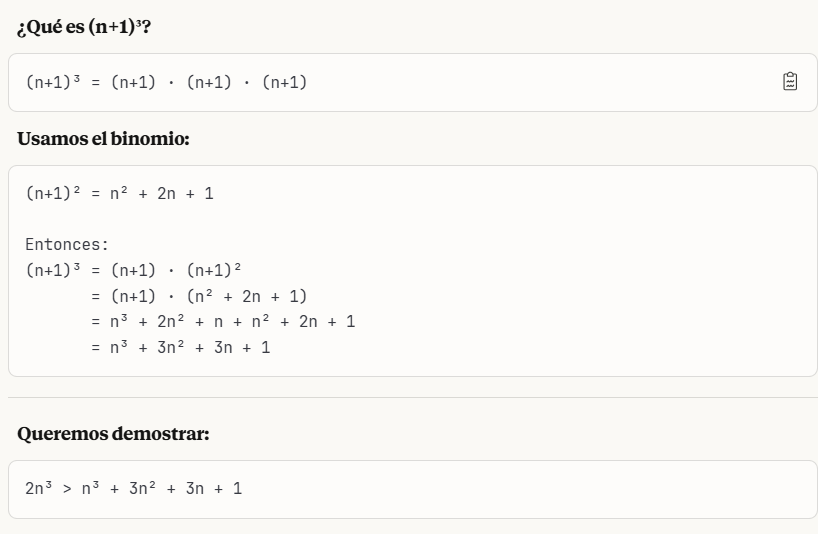 ¿Qué es (n+1)³?
(n+1)³ = (n+1) · (n+1) · (n+1)
Usamos el binomio:
(n+1)² = n² + 2n + 1
Entonces:
(n+1)³ = (n+1) · (n+1)²
= (n+1) · (n² + 2n + 1)
= n³ + 2n² + n + n² + 2n + 1
= n³ + 3n² + 3n + 1
Queremos demostrar:
2n³ > n³ + 3n² + 3n + 1